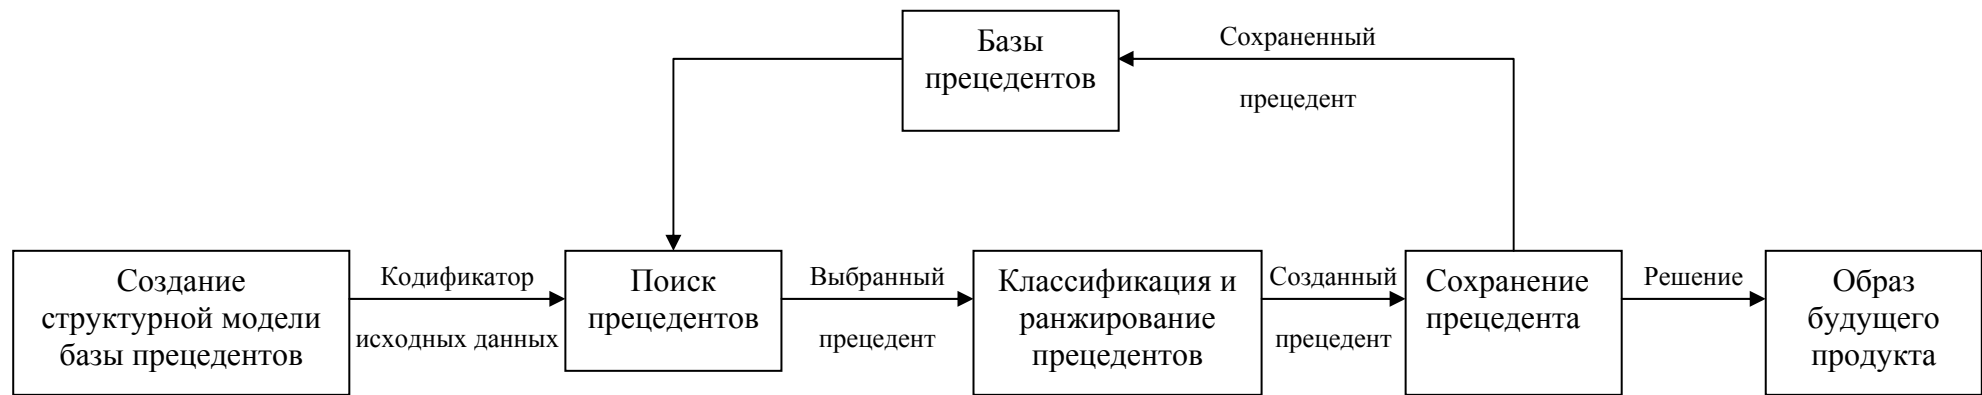 Базы
прецедентов
Сохраненный
прецедент
Создание
структурной модели
базы прецедентов
Кодификатор
исходных данных
Поиск
прецедентов
Выбранный
прецедент
Классификация и
ранжирование
прецедентов
Созданный
прецедент
Сохранение
прецедента
Решение
Образ
будущего
продукта